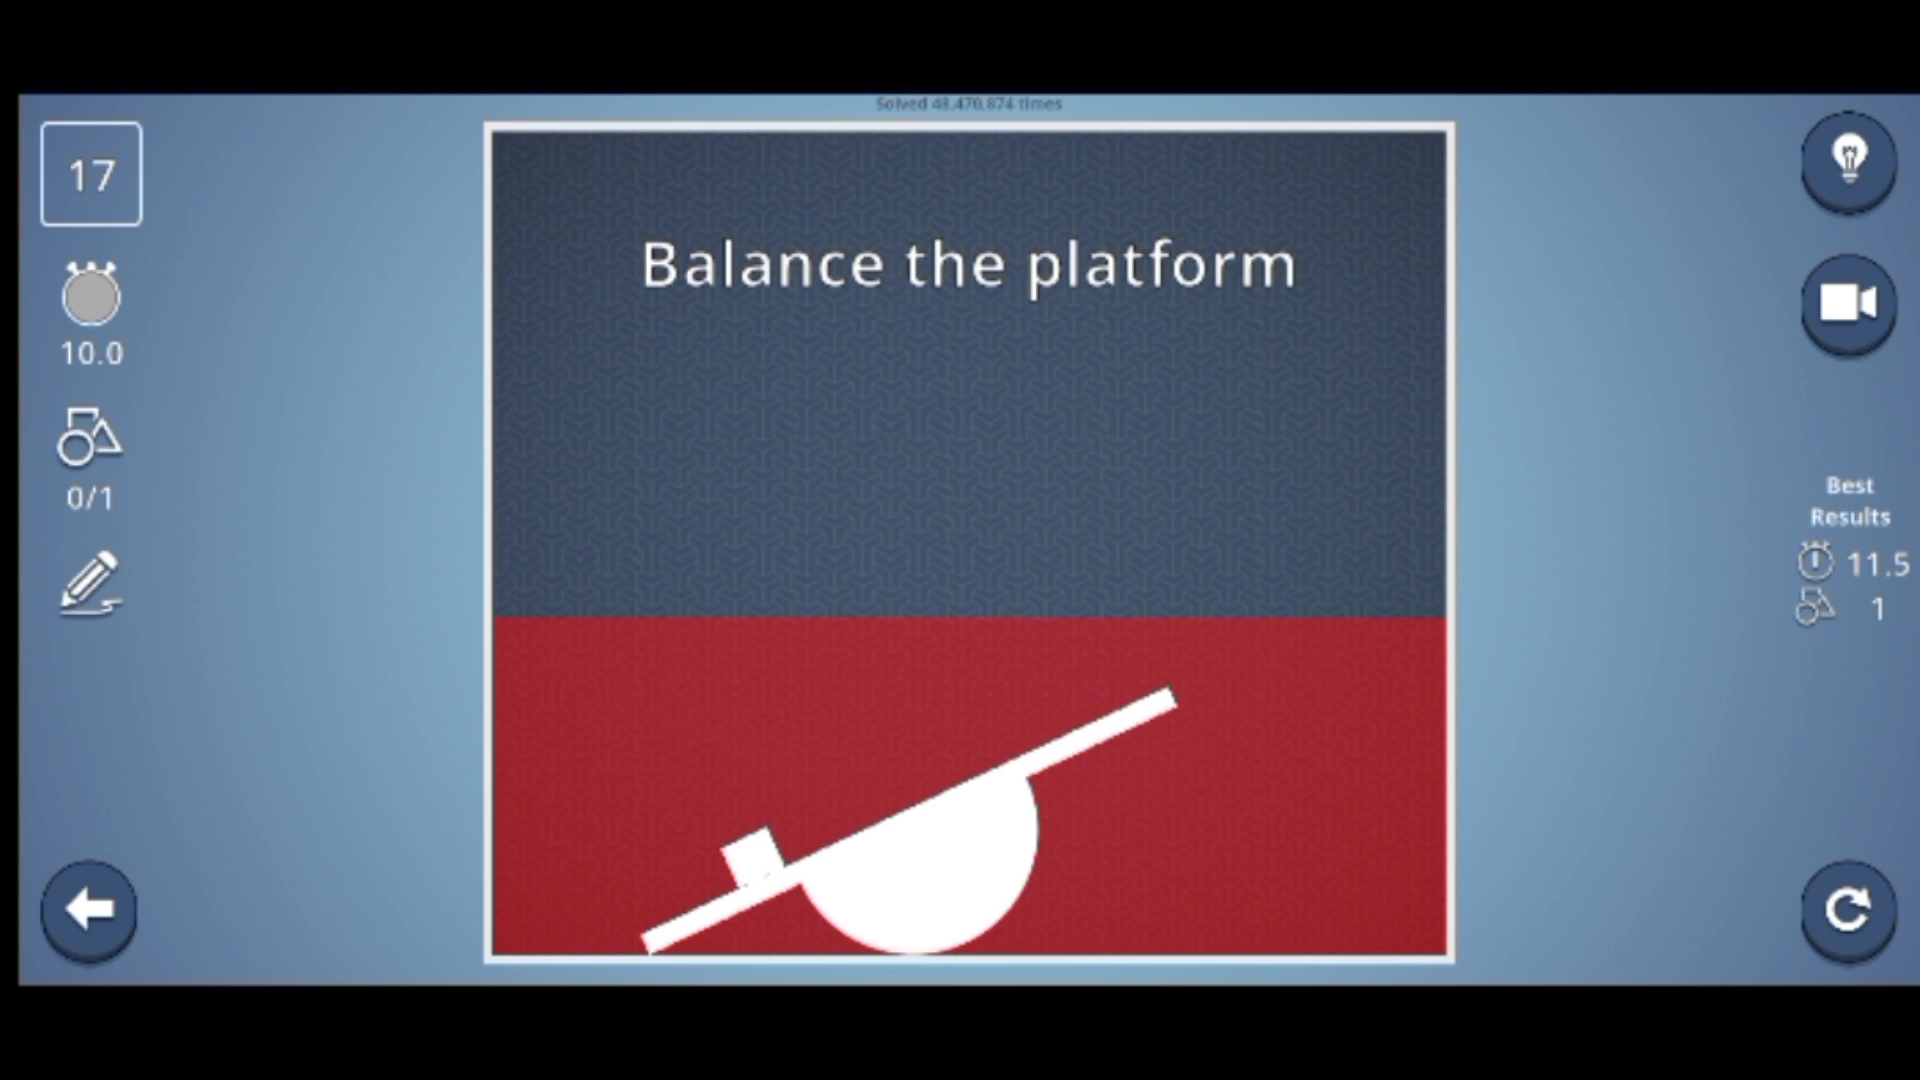 Solved 48,470,874 times
17
Balance the platform
10.0
0/1
Best
Results
11.5
1